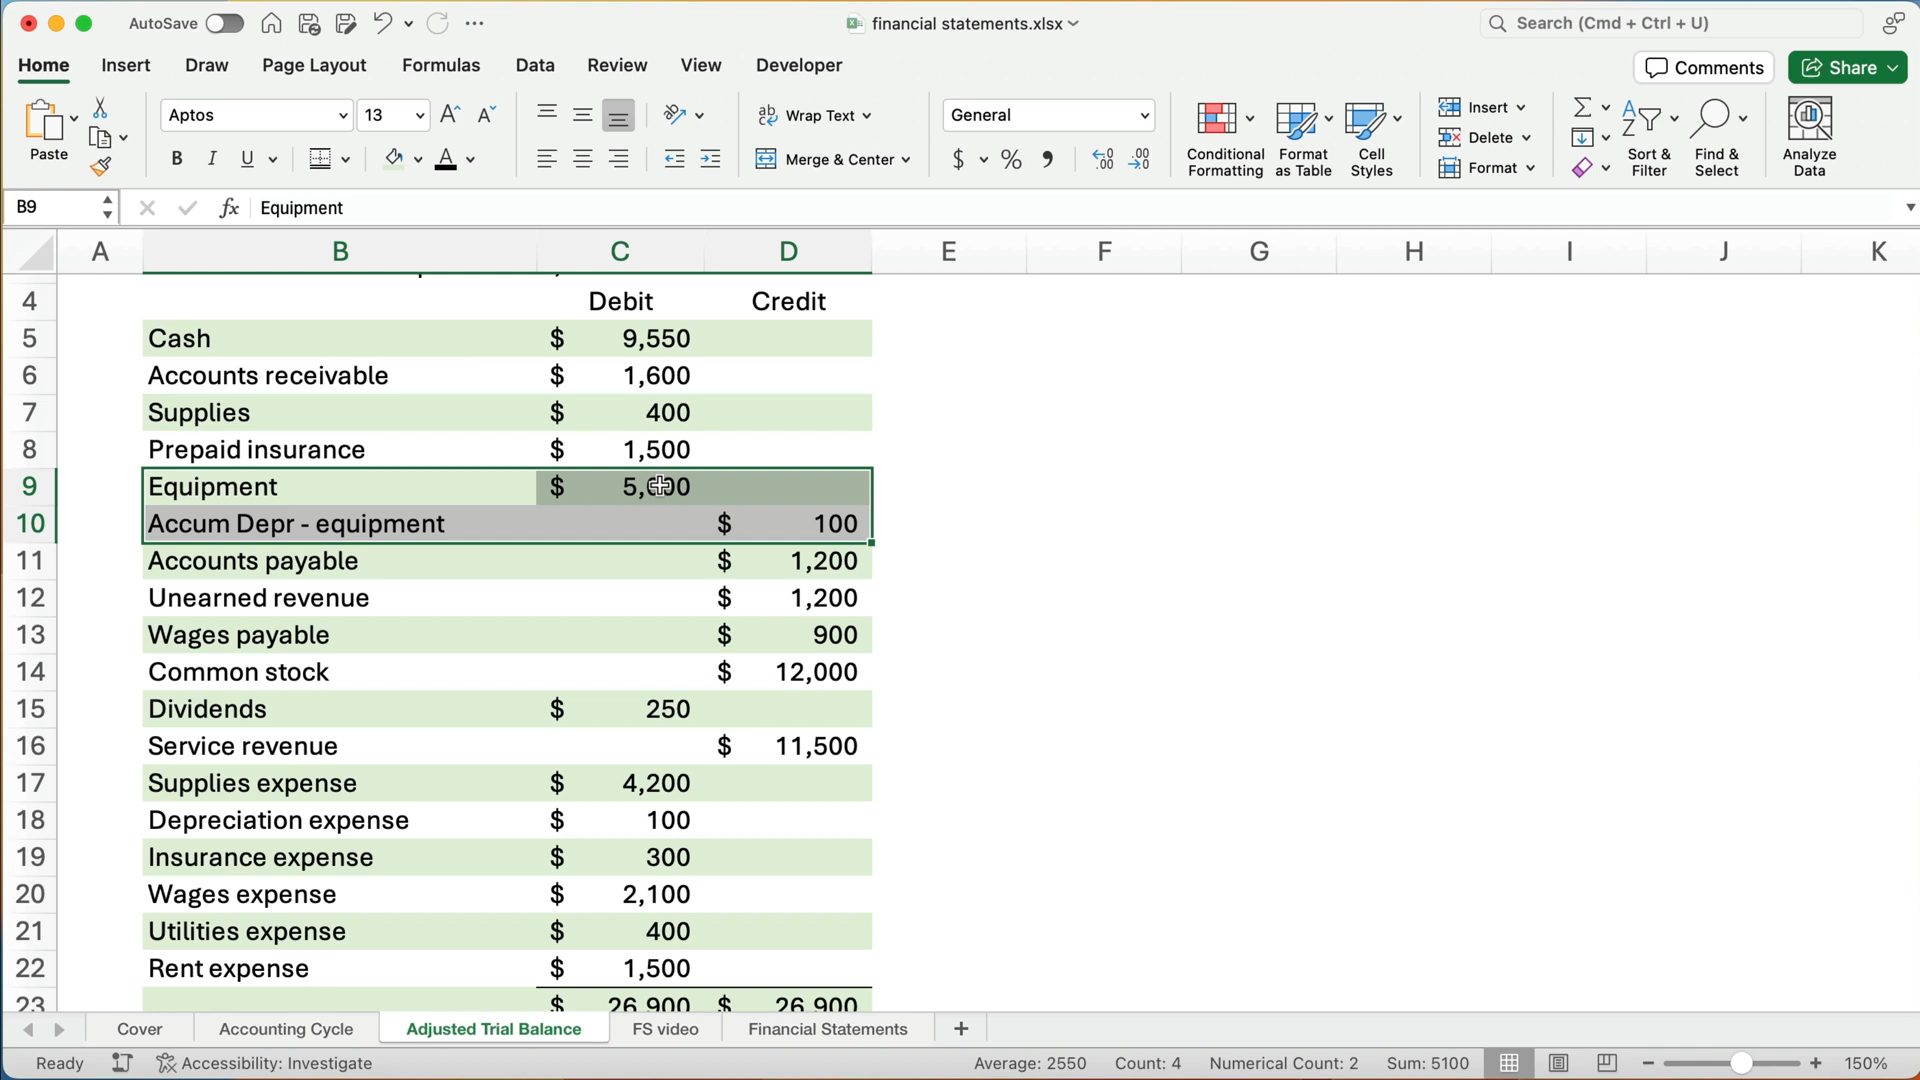 AutoSave
financial statements.xlsx
Search (Cmd + Ctrl + U)
Home Insert Draw Page Layout Formulas Data Review View Developer
Comments Share
Paste
Aptos 13
B I U
Wrap Text
Merge & Center
General
$ % 
Conditional Formatting
Format as Table
Cell Styles
Insert
Delete
Format
Sort & Filter
Find & Select
Analyze Data
B9 fx Equipment
A B C D E F G H I J K
4 Debit Credit
5 Cash $ 9,550
6 Accounts receivable $ 1,600
7 Supplies $ 400
8 Prepaid insurance $ 1,500
9 Equipment $
10 Accum Depr - equipment $ 100
11 Accounts payable $ 1,200
12 Unearned revenue $ 1,200
13 Wages payable $ 900
14 Common stock $ 12,000
15 Dividends $ 250
16 Service revenue $ 11,500
17 Supplies expense $ 4,200
18 Depreciation expense $ 100
19 Insurance expense $ 300
20 Wages expense $ 2,100
21 Utilities expense $ 400
22 Rent expense $ 1,500
23 $ 26,900 $ 26,900
Cover Accounting Cycle Adjusted Trial Balance FS video Financial Statements +
Ready Accessibility: Investigate Average: 2550 Count: 4 Numerical Count: 2 Sum: 5100 150%